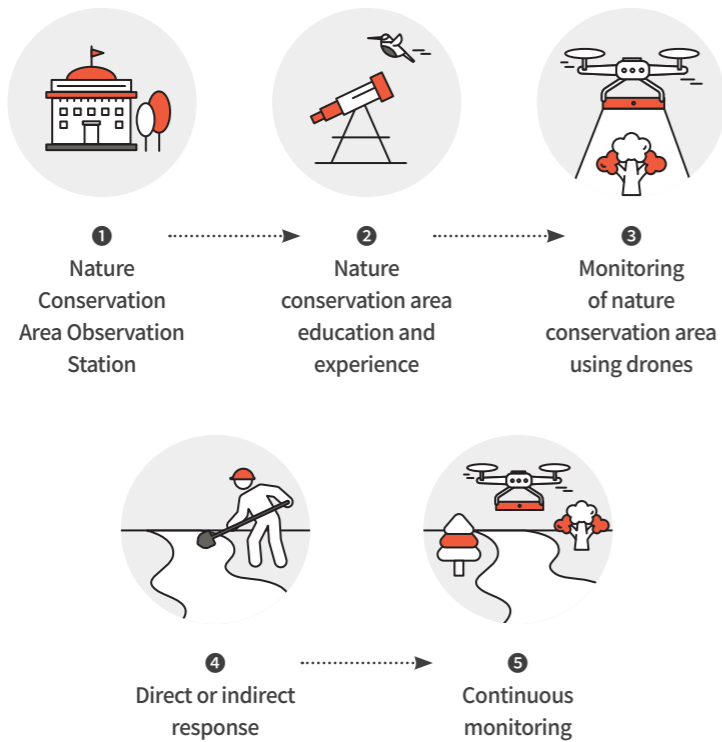 ❶
Nature
Conservation
Area Observation
Station
❷
Nature
conservation area
education and
experience
❸
Monitoring
of nature
conservation area
using drones
❹
Direct or indirect
response
❺
Continuous
monitoring